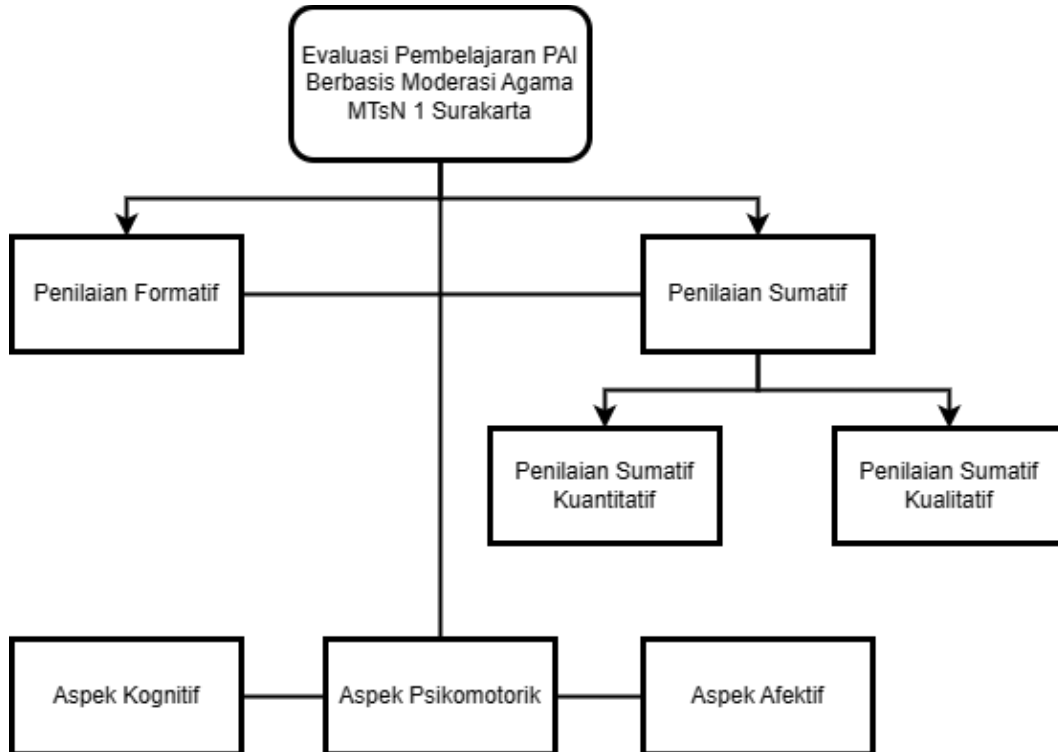 Evaluasi Pembelajaran PAI
Berbasis Moderasi Agama
MTsN 1 Surakarta
Penilaian Formatif
Penilaian Sumatif
Penilaian Sumatif
Kuantitatif
Penilaian Sumatif
Kualitatif
Aspek Kognitif
Aspek Psikomotorik
Aspek Afektif